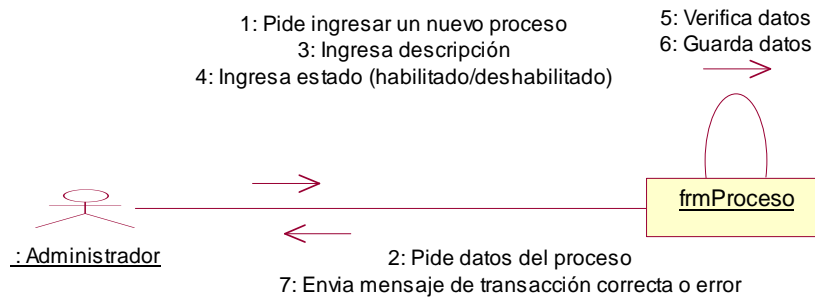 1: Pide ingresar un nuevo proceso
3: Ingresa descripción
4: Ingresa estado (habilitado/deshabilitado)
5: Verifica datos
6: Guarda datos
frmProceso
: Administrador
2: Pide datos del proceso
7: Envia mensaje de transacción correcta o error